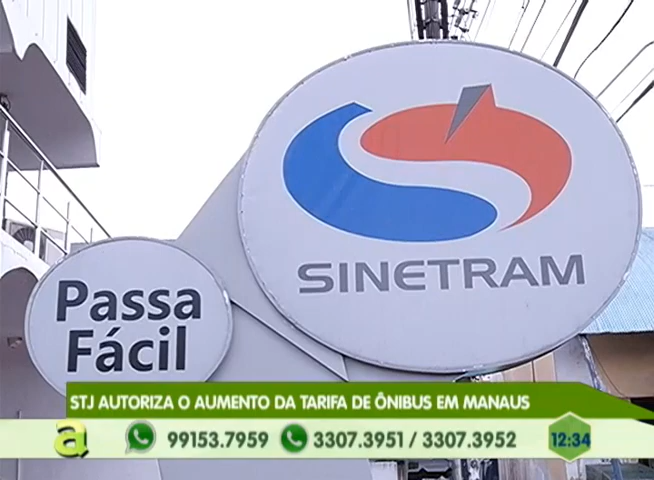 SINETRAM
Passa
Fácil
STJ AUTORIZA O AUMENTO DA TARIFA DE ÔNIBUS EM MANAUS
a 99153.7959 3307.3951 / 3307.3952 12:34